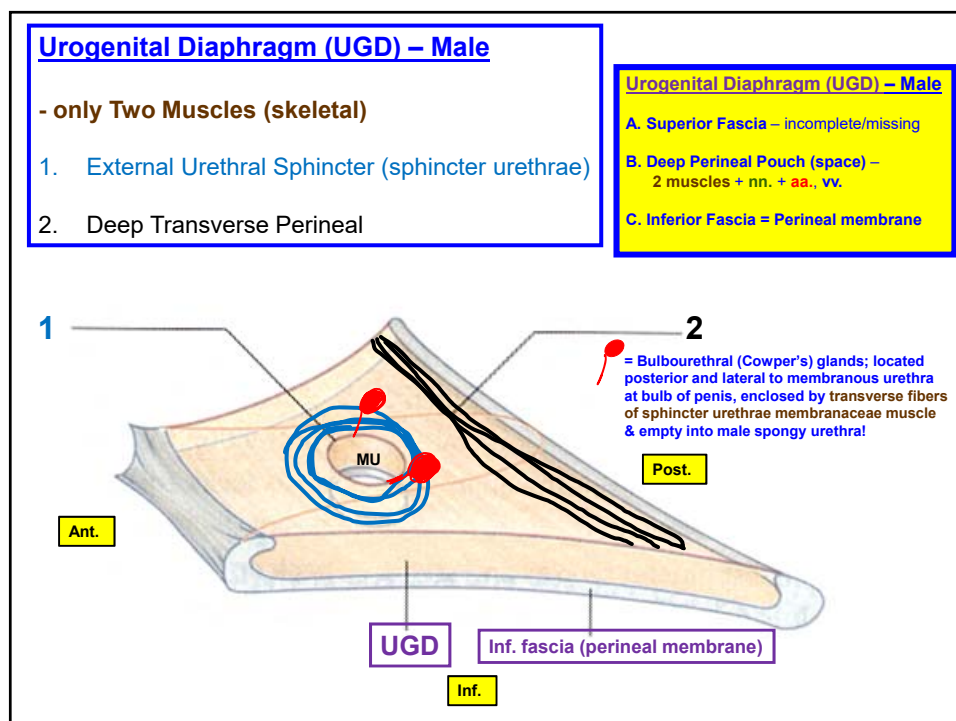 Urogenital Diaphragm (UGD) – Male
- only Two Muscles (skeletal)
1. External Urethral Sphincter (sphincter urethrae)
2. Deep Transverse Perineal
Urogenital Diaphragm (UGD) – Male
A. Superior Fascia – incomplete/missing
B. Deep Perineal Pouch (space) –
2 muscles + nn. + aa., vv.
C. Inferior Fascia = Perineal membrane
1
2
= Bulbourethral (Cowper's) glands; located
posterior and lateral to membranous urethra
at bulb of penis, enclosed by transverse fibers
of sphincter urethrae membranaceae muscle
& empty into male spongy urethra!
MU
Post.
Ant.
UGD
Inf. fascia (perineal membrane)
Inf.